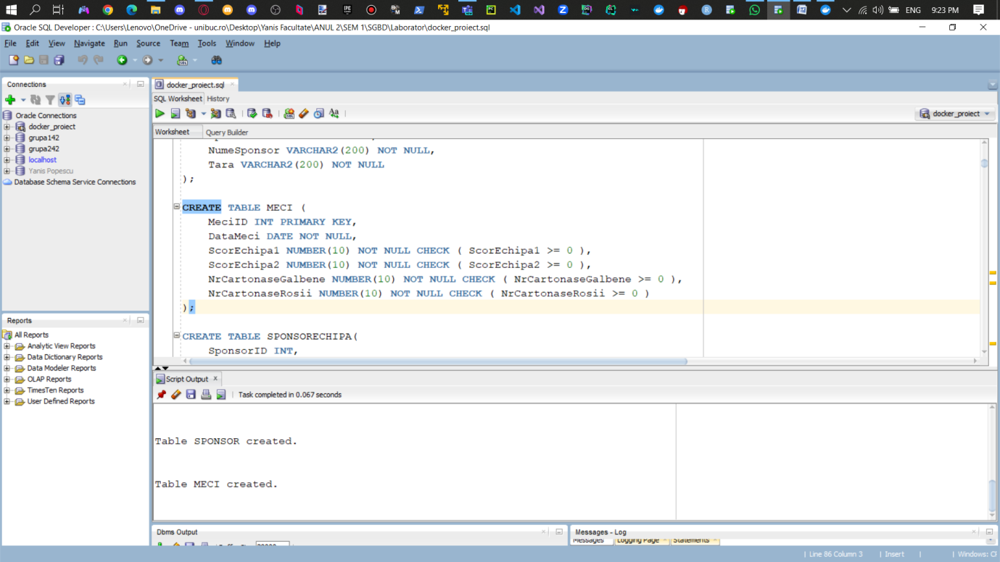 ENG 9:23 PM
Oracle SQL Developer : C:\Users\Lenovo\OneDrive - unibuc.ro\Desktop\Yanis Facultate\ANUL 2\SEM 1\SGBD\Laborator\docker_proiect.sql
File Edit View Navigate Run Source Team Tools Window Help
Connections
Oracle Connections
docker_proiect
grupa142
grupa242
localhost
Yanis Popescu
Database Schema Service Connections
Reports
All Reports
Analytic View Reports
Data Dictionary Reports
Data Modeler Reports
OLAP Reports
TimesTen Reports
User Defined Reports
docker_proiect.sql
SQL Worksheet History
docker_proiect
Worksheet Query Builder
NumeSponsor VARCHAR2(200) NOT NULL,
Tara VARCHAR2(200) NOT NULL
);
CREATE TABLE MECI (
MeciID INT PRIMARY KEY,
DataMeci DATE NOT NULL,
ScorEchipa1 NUMBER(10) NOT NULL CHECK ( ScorEchipa1 >= 0 ),
ScorEchipa2 NUMBER(10) NOT NULL CHECK ( ScorEchipa2 >= 0 ),
NrCartonaseGalbene NUMBER(10) NOT NULL CHECK ( NrCartonaseGalbene >= 0 ),
NrCartonaseRosii NUMBER(10) NOT NULL CHECK ( NrCartonaseRosii >= 0 )
);
CREATE TABLE SPONSORECHIPA(
SponsorID INT,
Script Output
Task completed in 0.067 seconds
Table SPONSOR created.
Table MECI created.
Dbms Output
Messages - Log
Messages Logging Page Statements
Line 86 Column 3 Insert Windows: CF